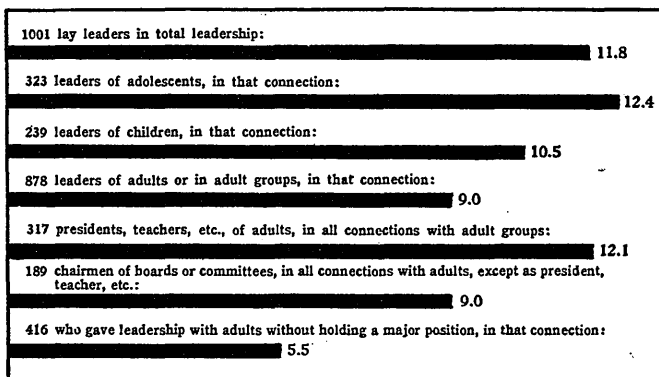 1001 lay leaders in total leadership:
11.8
323 leaders of adolescents, in that connection:
12.4
239 leaders of children, in that connection:
10.5
878 leaders of adults or in adult groups, in that connection:
9.0
317 presidents, teachers, etc., of adults, in all connections with adult groups:
12.1
189 chairmen of boards or committees, in all connections with adults, except as president,
teacher, etc.:
9.0
416 who gave leadership with adults without holding a major position, in that connection:
5.5